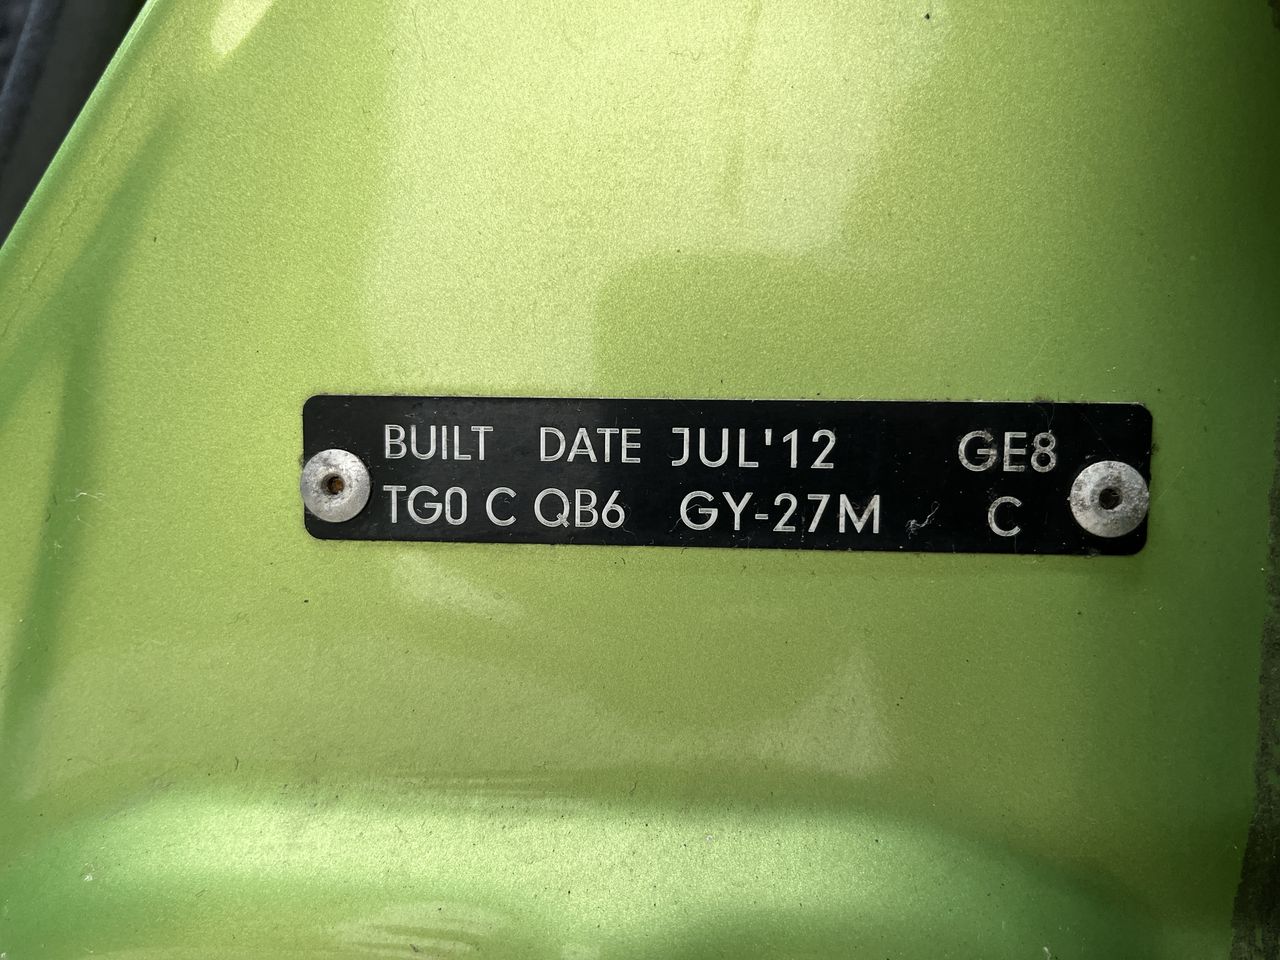 BUILT DATE JUL'12 GE8
TG0 C QB6 GY-27M C